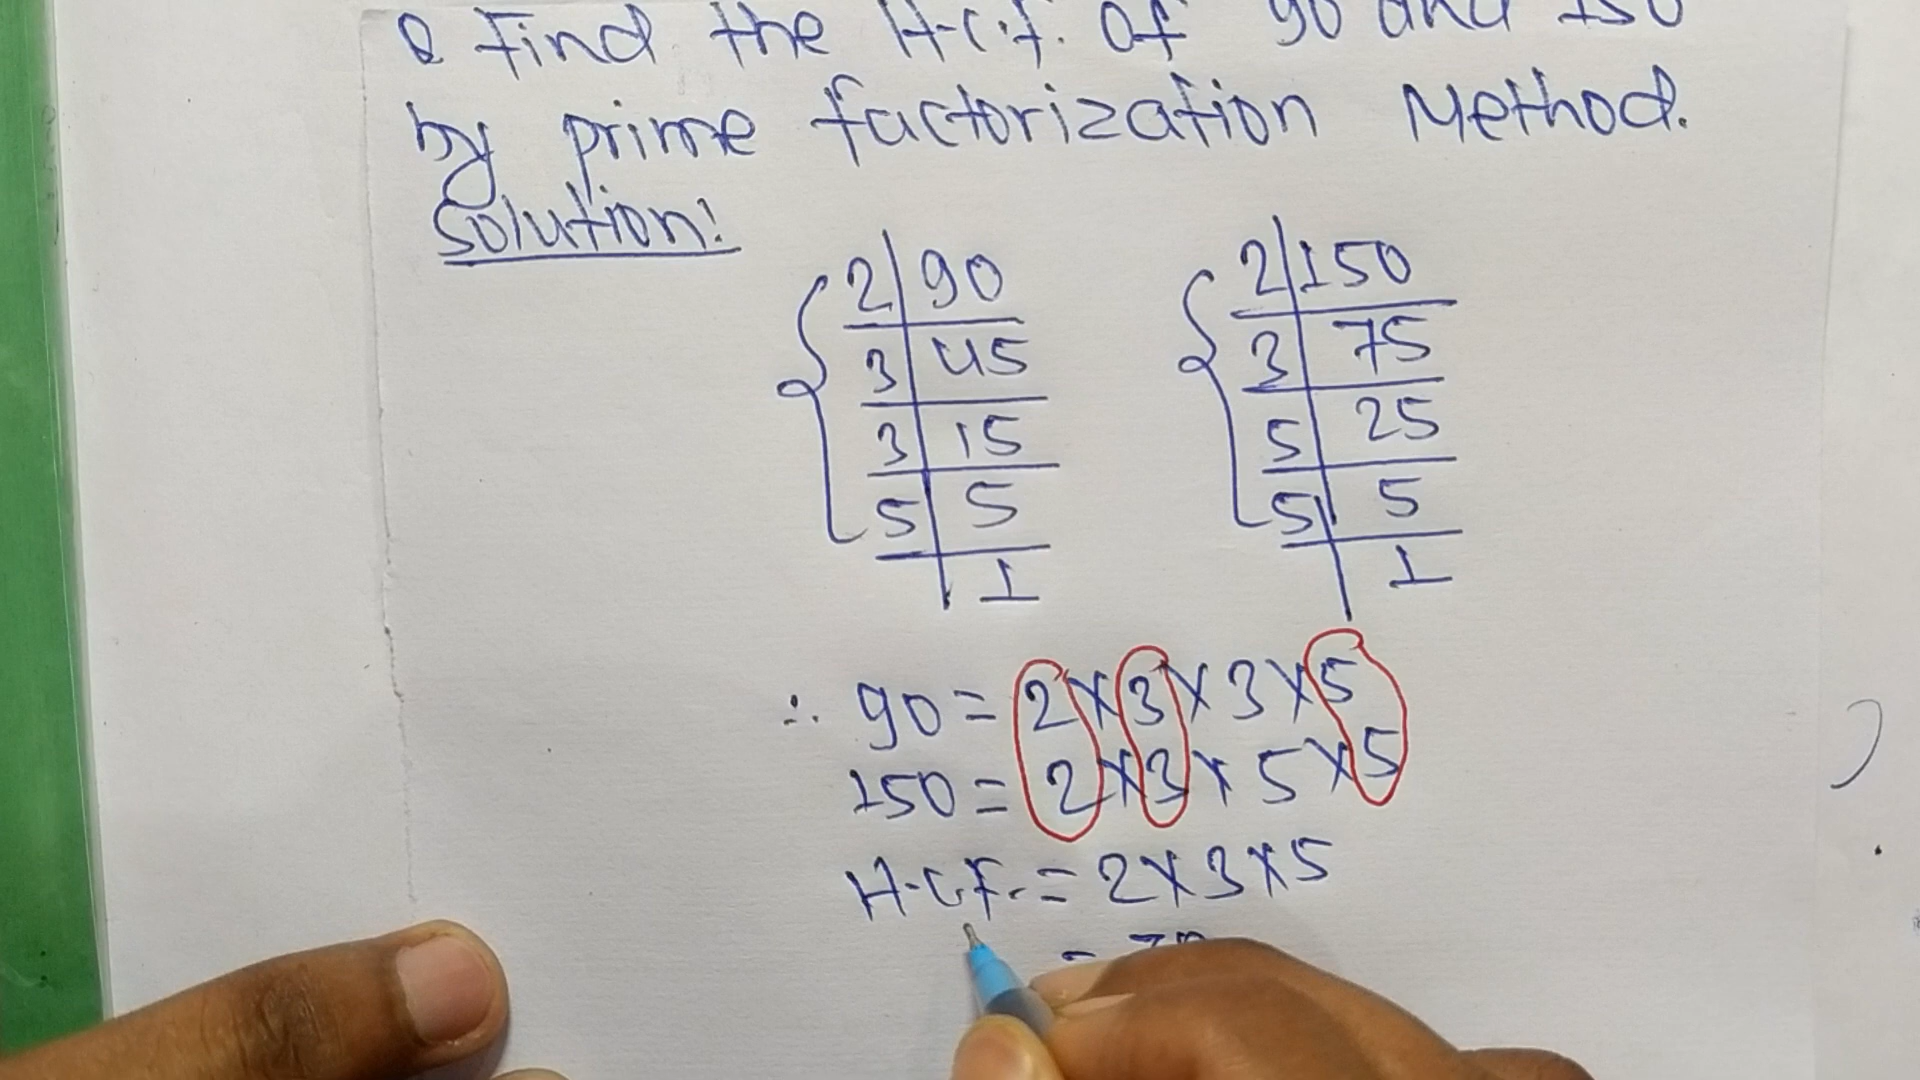 Q Find the H.C.F. of 90 and 150
by prime factorization Method.
Solution:
2 90
3 45
3 15
5 5
1
2 150
3 75
5 25
5 5
1
∴ 90 = 2×3×3×5
150 = 2×3×5×5
H.C.F. = 2×3×5
= 30